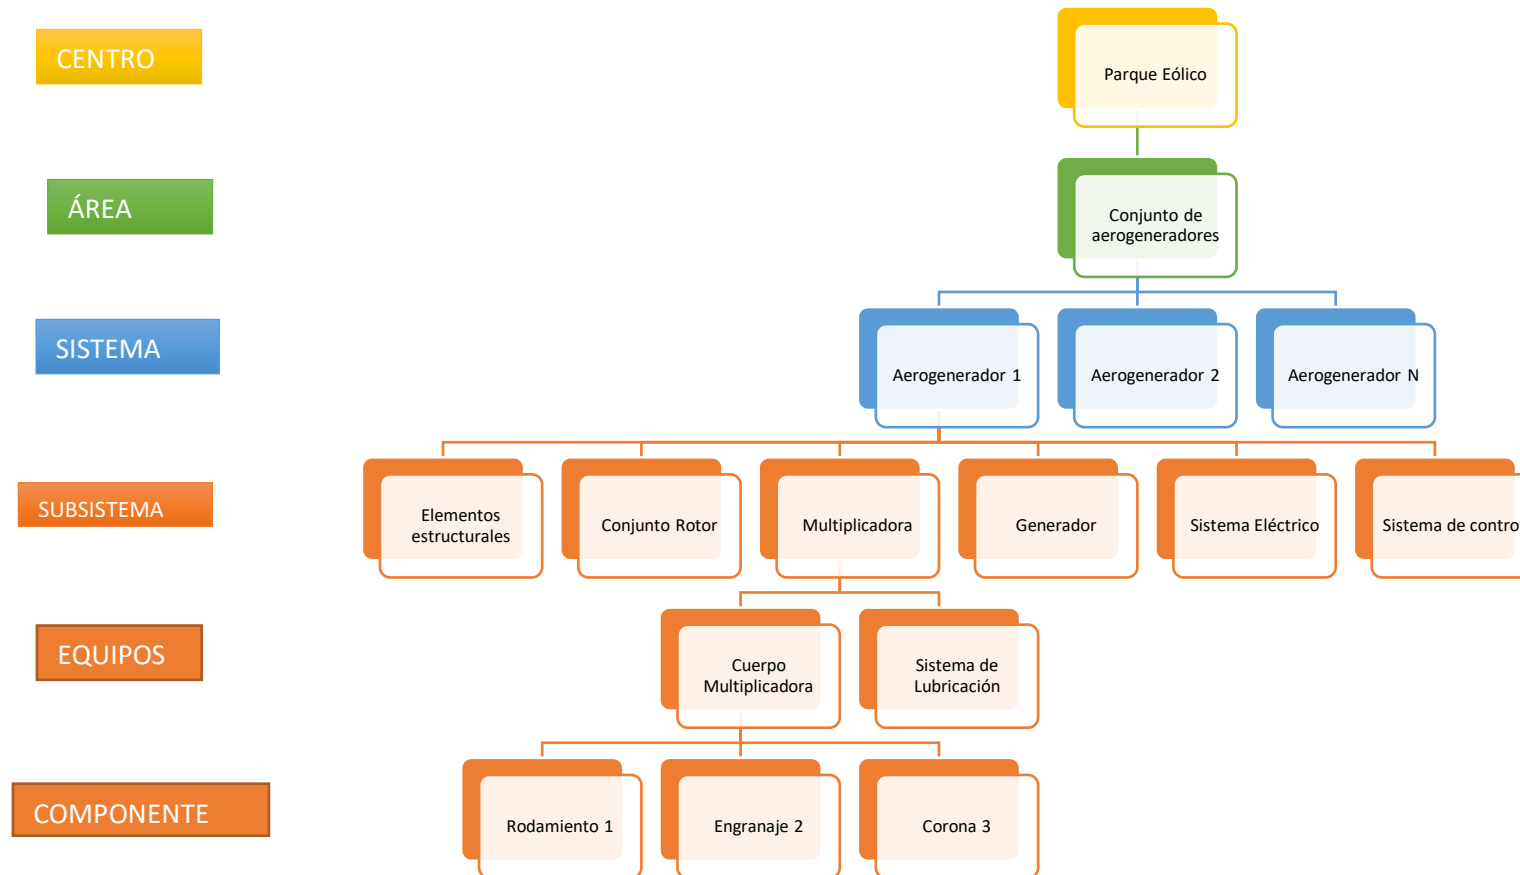 CENTRO
Parque Eólico
ÁREA
Conjunto de
aerogeneradores
SISTEMA
Aerogenerador 1
Aerogenerador 2
Aerogenerador N
SUBSISTEMA
Elementos
estructurales
Conjunto Rotor
Multiplicadora
Generador
Sistema Eléctrico
Sistema de contro
EQUIPOS
Cuerpo
Multiplicadora
Sistema de
Lubricación
COMPONENTE
Rodamiento 1
Engranaje 2
Corona 3